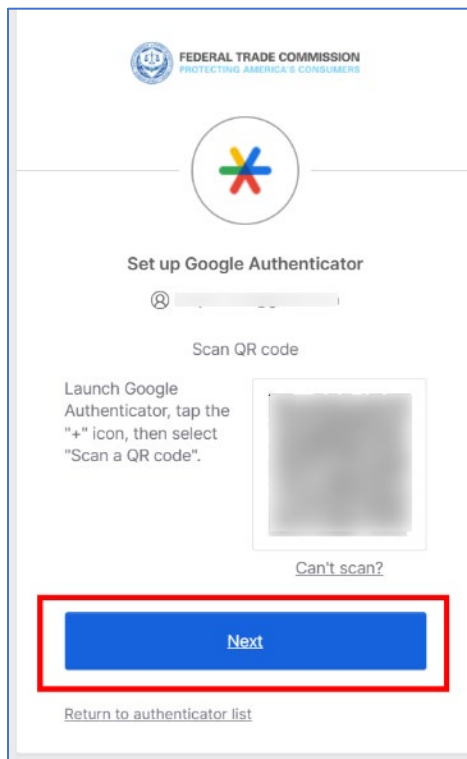 FEDERAL TRADE COMMISSION
PROTECTING AMERICA'S CONSUMERS
Set up Google Authenticator
Scan QR code
Launch Google
Authenticator, tap the
"+" icon, then select
"Scan a QR code".
Can't scan?
Next
Return to authenticator list